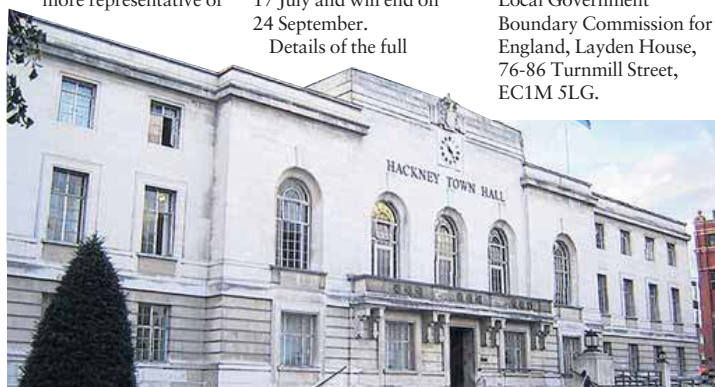 more representative of
17 July and will end on
24 September.
Details of the full
Local Government
Boundary Commission for
England, Layden House,
76-86 Turnmill Street,
EC1M 5LG.
HACKNEY TOWN HALL